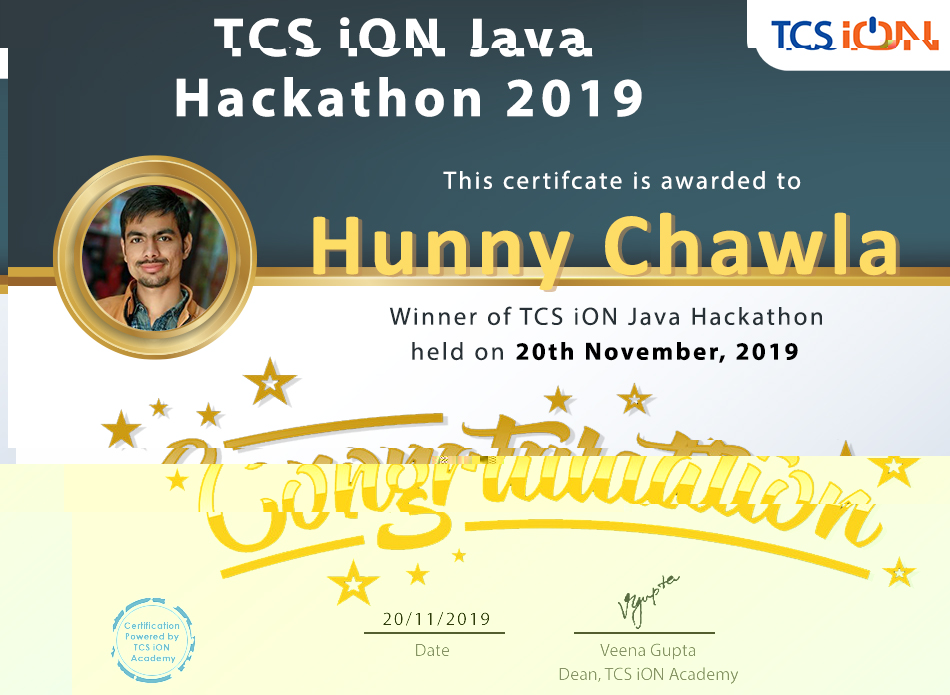 TCS iON Java
Hackathon 2019
TCS iON
This certifcate is awarded to
Hunny Chawla
Winner of TCS iON Java Hackathon
held on 20th November, 2019
Congratulation
20/11/2019
Date
Vgupta
Veena Gupta
Dean, TCS iON Academy
Certification
Powered by
TCS iON
Academy